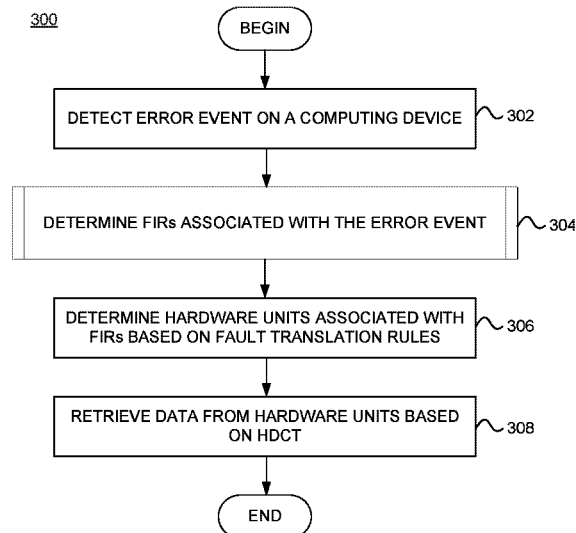 300
BEGIN
DETECT ERROR EVENT ON A COMPUTING DEVICE
302
DETERMINE FIRs ASSOCIATED WITH THE ERROR EVENT
304
DETERMINE HARDWARE UNITS ASSOCIATED WITH
FIRs BASED ON FAULT TRANSLATION RULES
306
RETRIEVE DATA FROM HARDWARE UNITS BASED
ON HDCT
308
END